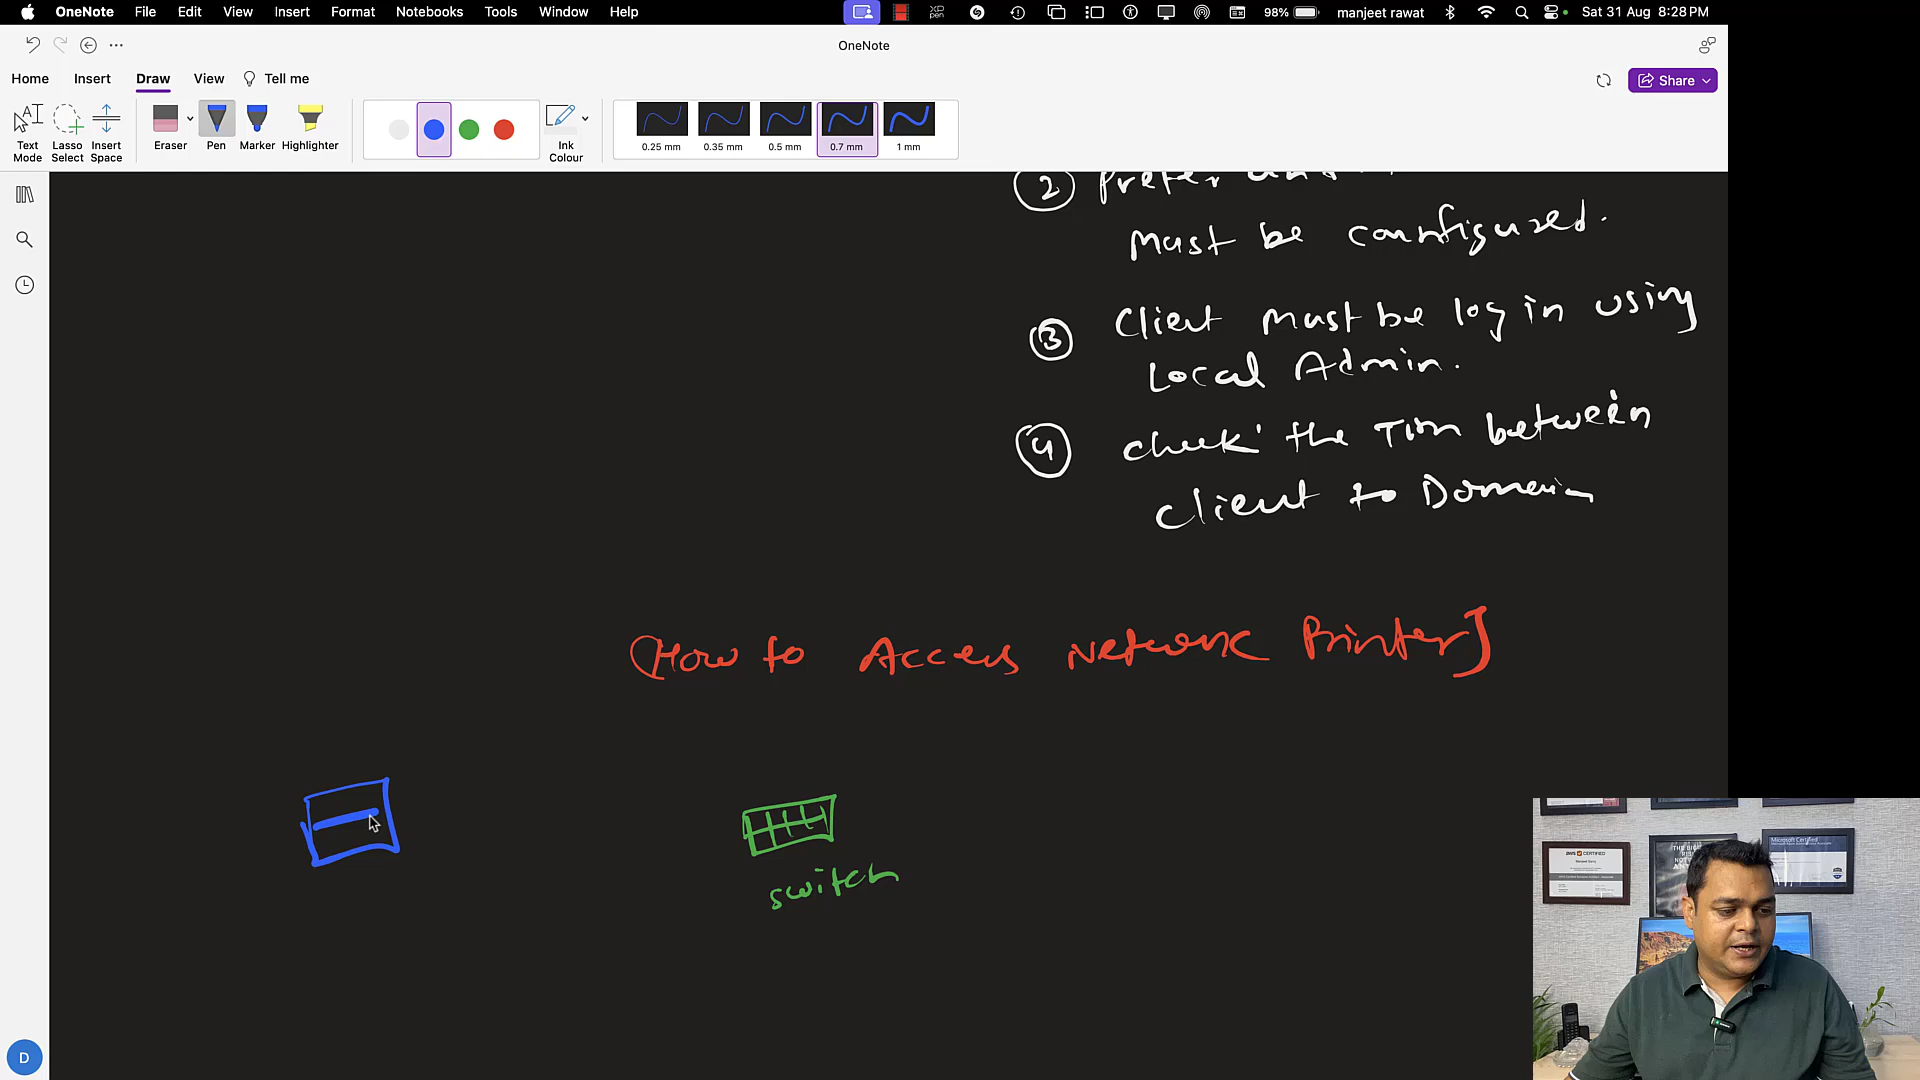 OneNote File Edit View Insert Format Notebooks Tools Window Help XD pen 98% manjeet rawat Sat 31 Aug 8:28 PM
OneNote
Home Insert Draw View Tell me Share
Text Mode Lasso Select Insert Space Eraser Pen Marker Highlighter Ink Colour 0.25 mm 0.35 mm 0.5 mm 0.7 mm 1 mm
2 Prefer
Must be configured.
3 Client Must be log in using
Local Admin.
4 check the Tim between
client to Domain
[How to Access Network Printer]
switch
D